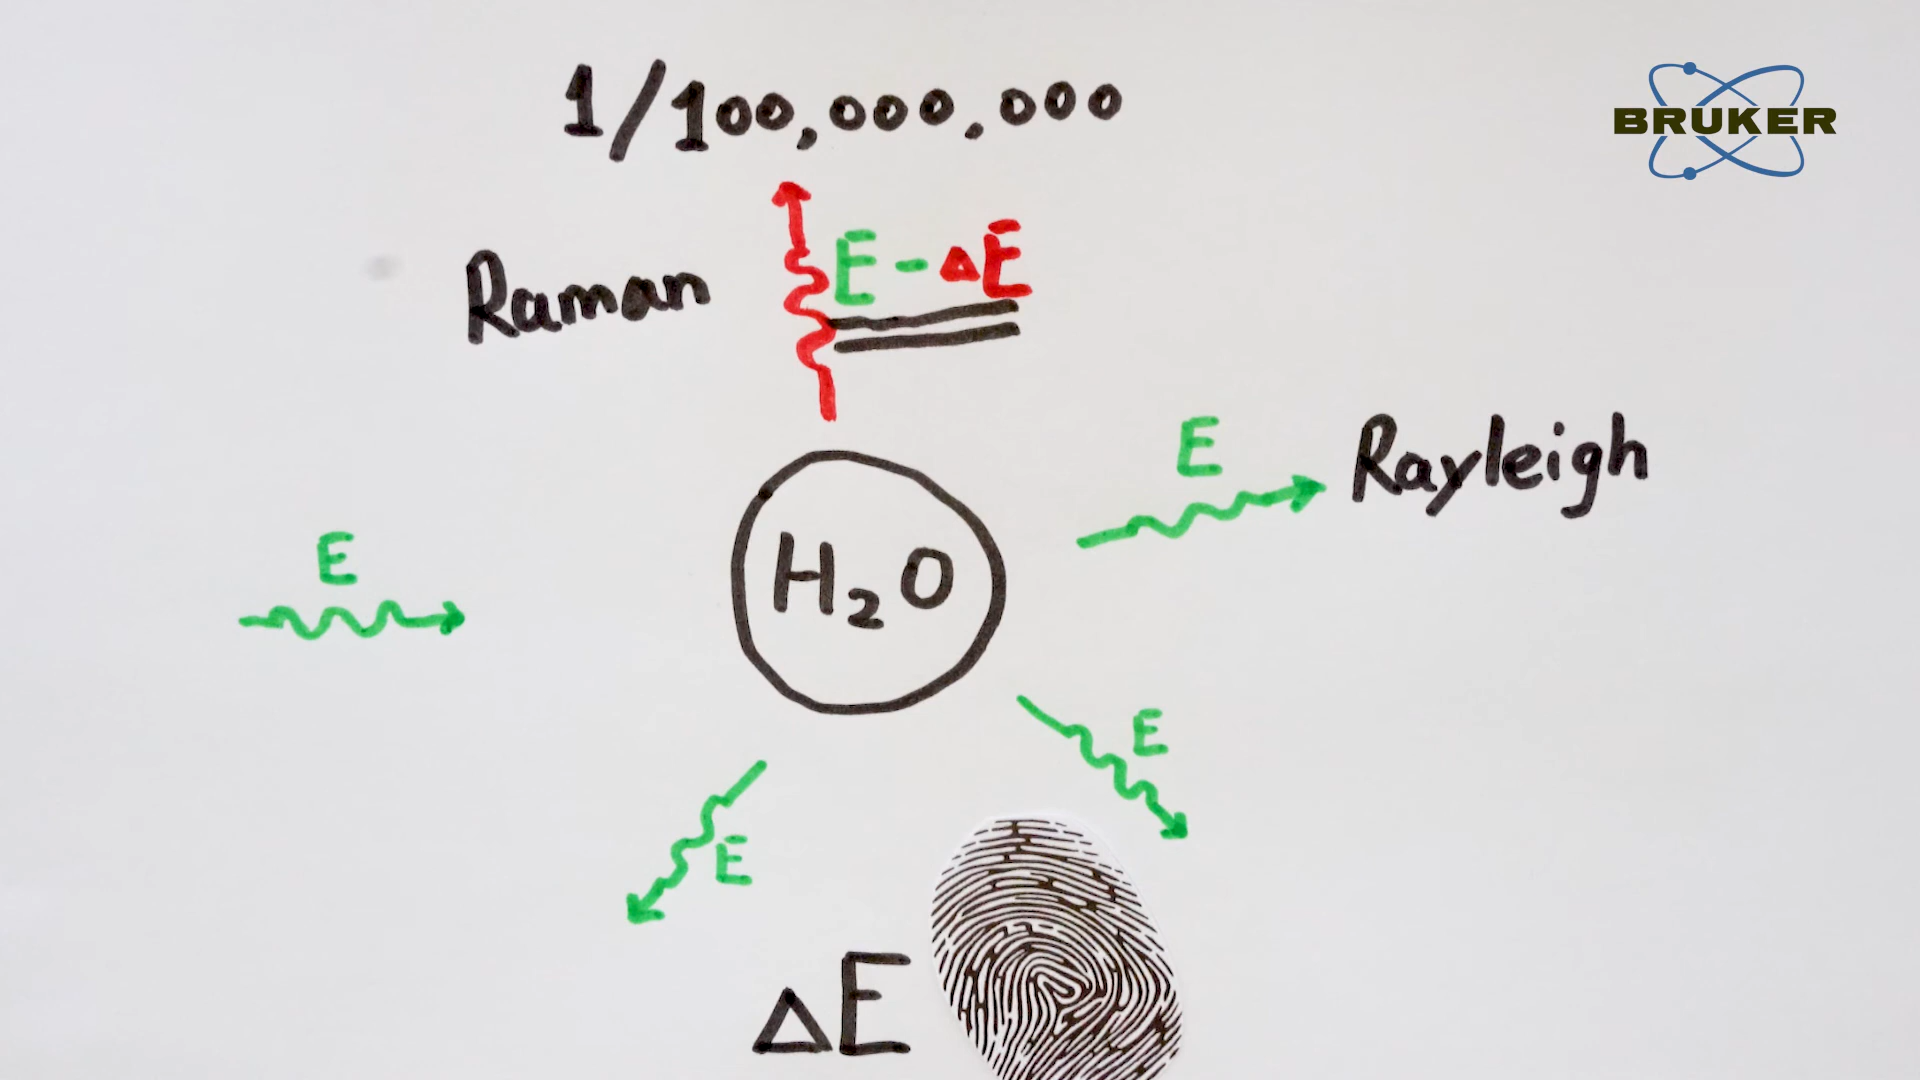 1/100,000,000
BRUKER
Raman
E - ΔE
E
Rayleigh
E
H₂O
E
E
ΔE